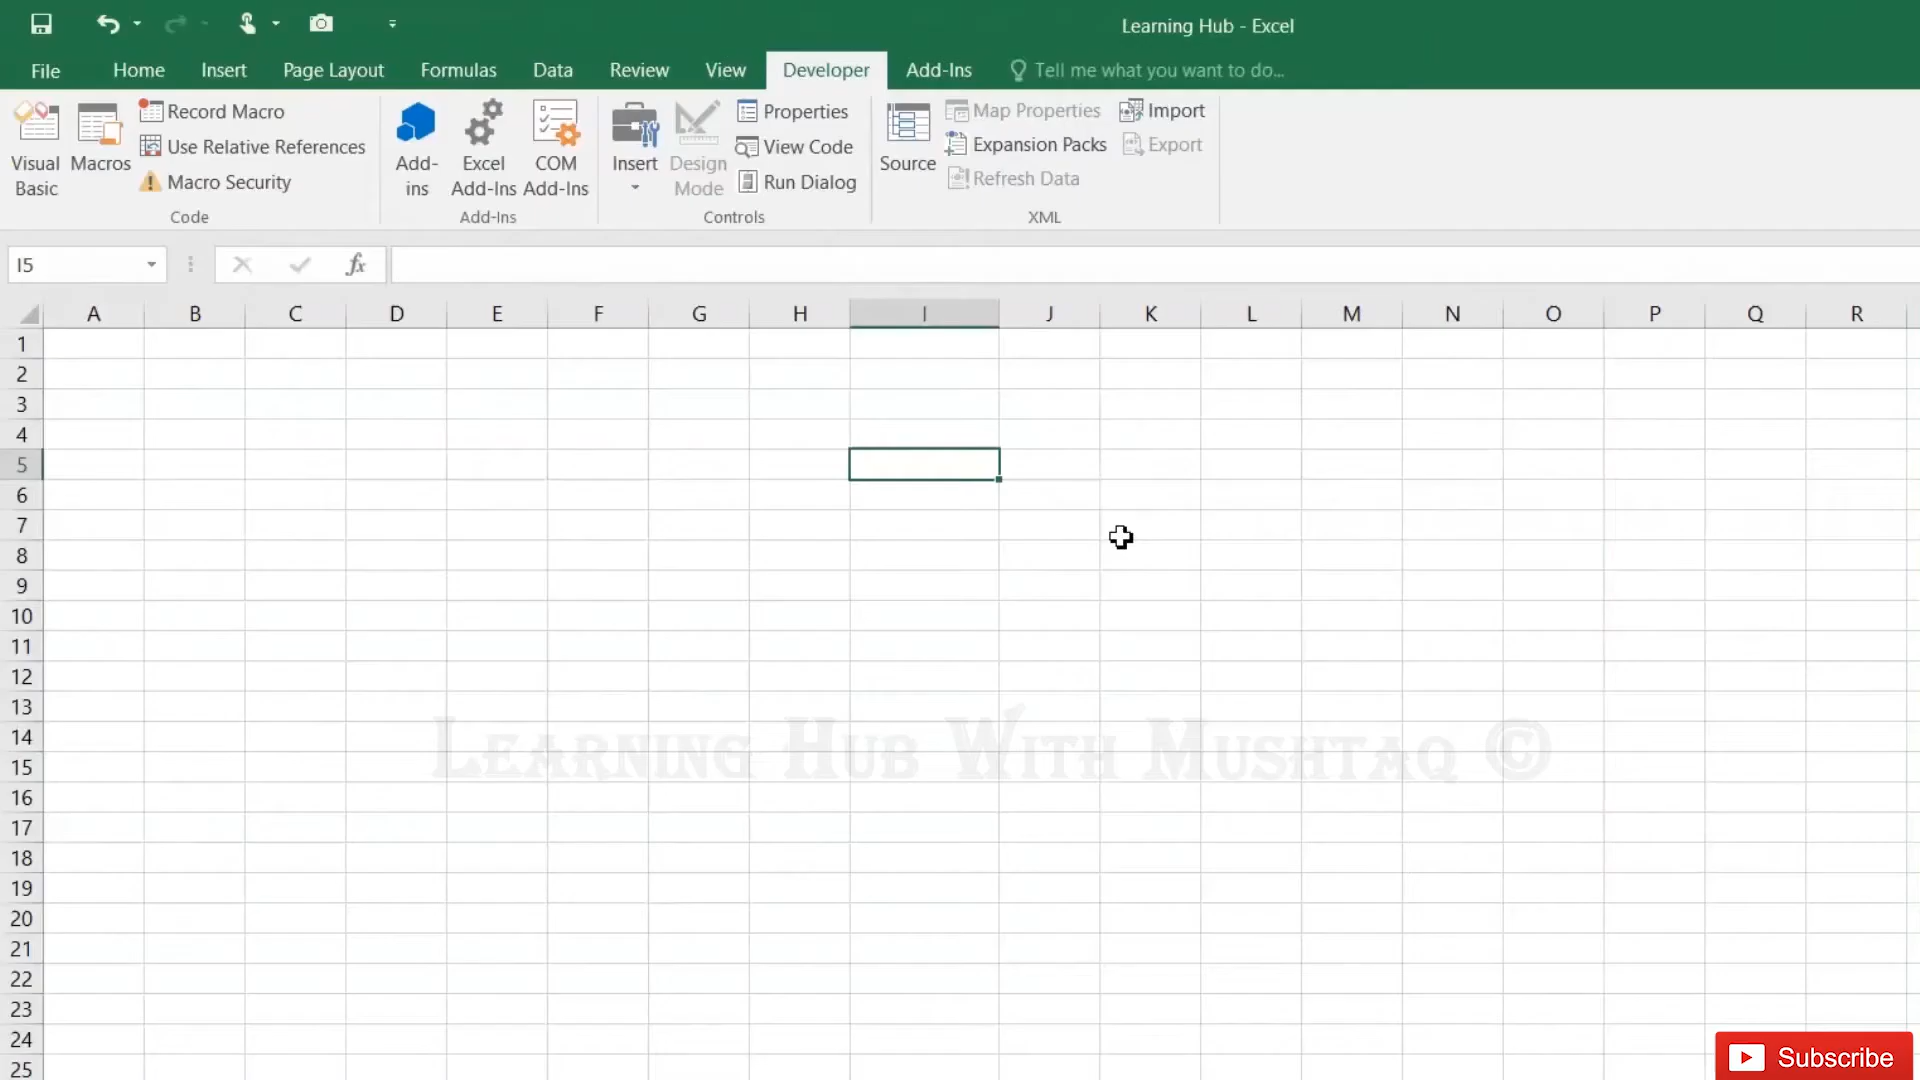 Learning Hub - Excel
File Home Insert Page Layout Formulas Data Review View Developer Add-Ins Tell me what you want to do...
Visual Basic
Macros
Record Macro
Use Relative References
Macro Security
Code
Add-ins
Excel Add-Ins
COM Add-Ins
Add-Ins
Insert
Design Mode
Properties
View Code
Run Dialog
Controls
Source
Map Properties
Expansion Packs
Refresh Data
Import
Export
XML
I5
fx
A B C D E F G H I J K L M N O P Q R
1
2
3
4
5
6
7
8
9
10
11
12
13
14
Learning Hub With Mushtaq ©
15
16
17
18
19
20
21
22
23
24
25
Subscribe